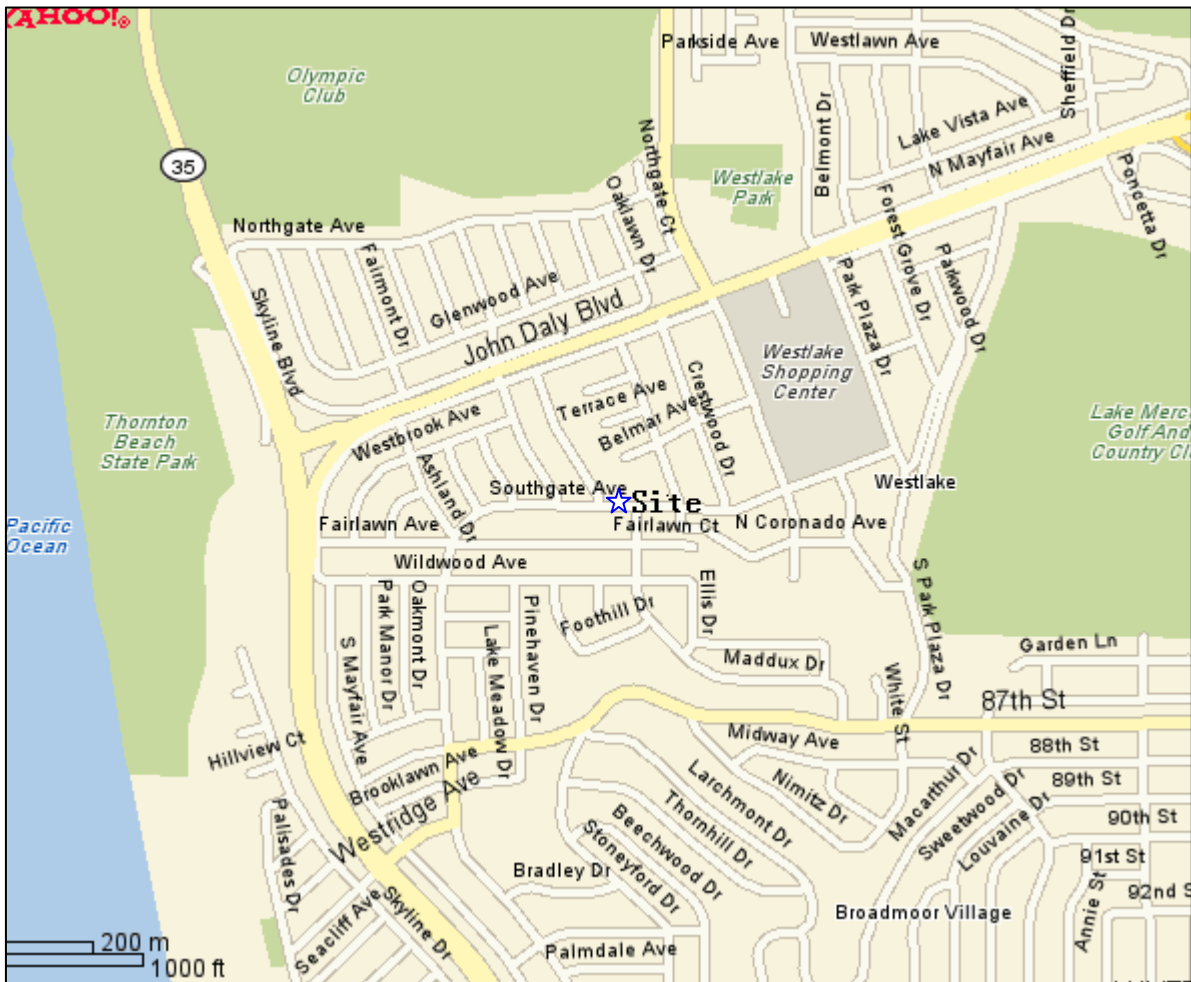 YAHOO!®
Parkside Ave
Westlawn Ave
Sheffield Dr
Olympic
Club
Belmont Dr
Lake Vista Ave
N Mayfair Ave
35
Northgate Ct
Westlake
Park
Poncetta Dr
Northgate Ave
Oaklawn Dr
Forest Grove Dr
Fairmont Dr
Park Plaza Dr
Parkwood Dr
Skyline Blvd
Glenwood Ave
John Daly Blvd
Westlake
Shopping
Center
Crestwood Dr
Terrace Ave
Belmar Ave
Thornton
Beach
State Park
Westbrook Ave
Lake Merc
Golf And
Country Cl
Ashland Dr
Southgate Ave
Site
Westlake
Pacific
Ocean
Fairlawn Ave
Fairlawn Ct
N Coronado Ave
Wildwood Ave
Ellis Dr
S Park Plaza Dr
Park Manor Dr
Oakmont Dr
Pinehaven Dr
Foothill Dr
S Mayfair Ave
Lake Meadow Dr
Maddux Dr
White St
Garden Ln
87th St
Hillview Ct
Midway Ave
88th St
Brooklawn Ave
Westridge Ave
Larchmont Dr
Nimitz Dr
Macarthur Dr
Sweetwood Dr
89th St
Louvaine Dr
90th St
Palisades Dr
Thornhill Dr
Beechwood Dr
Stoneyford Dr
91st St
Bradley Dr
Annie St
92nd S
Seacliff Ave
Skyline Dr
Broadmoor Village
Palmdale Ave
200 m
1000 ft